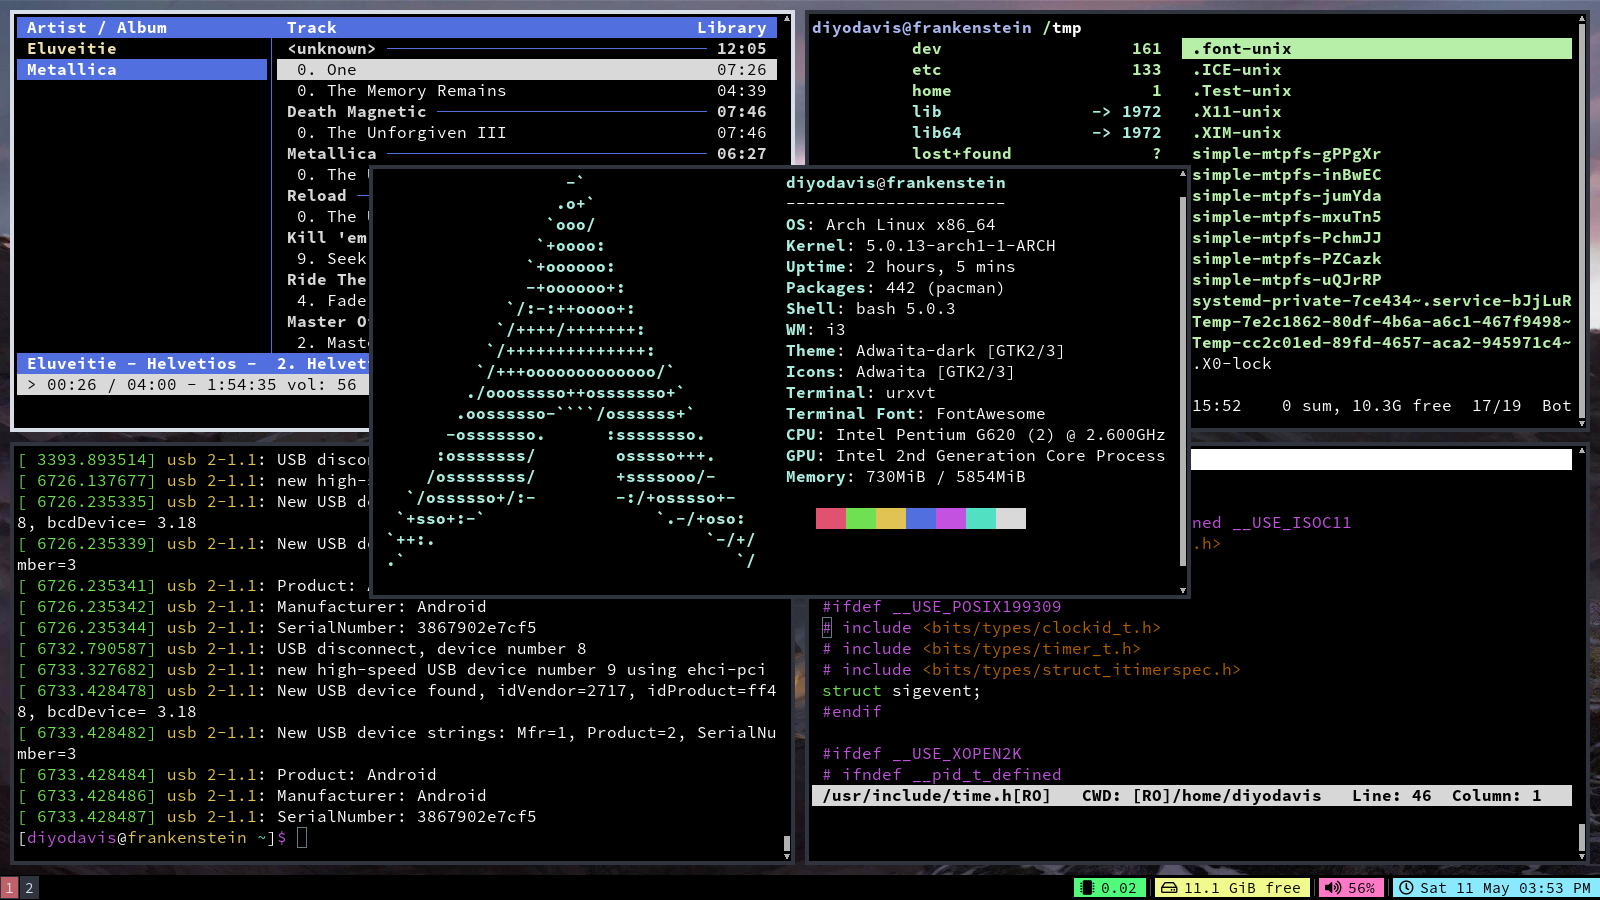 Artist / Album Track Library
Eluveitie
Metallica
<unknown> 12:05
0. One 07:26
0. The Memory Remains 04:39
Death Magnetic 07:46
0. The Unforgiven III 07:46
Metallica 06:27
0. The
Reload
0. The
Kill 'em
9. Seek
Ride The
4. Fade
Master
2.
Eluveitie - Helvetios - 2.
> 00:26 / 04:00 - 1:54:35 vol: 56
diyodavis@frankenstein /tmp
dev 161
etc 133
home 1
lib -> 1972
lib64 -> 1972
lost+found ?
.font-unix
.ICE-unix
.Test-unix
.X11-unix
.XIM-unix
simple-mtpfs-gPPgXr
simple-mtpfs-inBwEC
simple-mtpfs-jumYda
simple-mtpfs-mxuTn5
simple-mtpfs-PchmJJ
simple-mtpfs-PZCazk
simple-mtpfs-uQJrRP
systemd-private-7ce434~.service-bJjLuR
Temp-7e2c1862-80df-4b6a-a6c1-467f9498~
Temp-cc2c01ed-89fd-4657-aca2-945971c4~
.X0-lock
15:52 0 sum, 10.3G free 17/19 Bot
-`
.o+`
`ooo/
`+oooo:
`+oooooo:
-+oooooo+:
`/:-:++oooo+:
`/++++/+++++++:
`/++++++++++++++:
`/+++ooooooooooooo/`
./ooosssso++osssssso+`
.oossssso-````/ossssss+`
-osssssso. :ssssssso.
:osssssss/ osssso+++.
/ossssssss/ +ssssooo/-
`/ossssso+/:- -:/+osssso+-
`+sso+:-` `.-/+oso:
`++:. `-/+/
.` `/
diyodavis@frankenstein
----------------------
OS: Arch Linux x86_64
Kernel: 5.0.13-arch1-1-ARCH
Uptime: 2 hours, 5 mins
Packages: 442 (pacman)
Shell: bash 5.0.3
WM: i3
Theme: Adwaita-dark [GTK2/3]
Icons: Adwaita [GTK2/3]
Terminal: urxvt
Terminal Font: FontAwesome
CPU: Intel Pentium G620 (2) @ 2.600GHz
GPU: Intel 2nd Generation Core Process
Memory: 730MiB / 5854MiB
[ 3393.893514] usb 2-1.1: USB
[ 6726.137677] usb 2-1.1: new
[ 6726.235335] usb 2-1.1: New USB
8, bcdDevice= 3.18
[ 6726.235339] usb 2-1.1: New USB
mber=3
[ 6726.235341] usb 2-1.1: Product:
[ 6726.235342] usb 2-1.1: Manufacturer: Android
[ 6726.235344] usb 2-1.1: SerialNumber: 3867902e7cf5
[ 6732.790587] usb 2-1.1: USB disconnect, device number 8
[ 6733.327682] usb 2-1.1: new high-speed USB device number 9 using ehci-pci
[ 6733.428478] usb 2-1.1: New USB device found, idVendor=2717, idProduct=ff4
8, bcdDevice= 3.18
[ 6733.428482] usb 2-1.1: New USB device strings: Mfr=1, Product=2, SerialNu
mber=3
[ 6733.428484] usb 2-1.1: Product: Android
[ 6733.428486] usb 2-1.1: Manufacturer: Android
[ 6733.428487] usb 2-1.1: SerialNumber: 3867902e7cf5
[diyodavis@frankenstein ~]$
ned __USE_ISOC11
.h>
#ifdef __USE_POSIX199309
# include <bits/types/clockid_t.h>
# include <bits/types/timer_t.h>
# include <bits/types/struct_itimerspec.h>
struct sigevent;
#endif
#ifdef __USE_XOPEN2K
# ifndef __pid_t_defined
/usr/include/time.h[RO] CWD: [RO]/home/diyodavis Line: 46 Column: 1
1 2
0.02 11.1 GiB free 56% Sat 11 May 03:53 PM